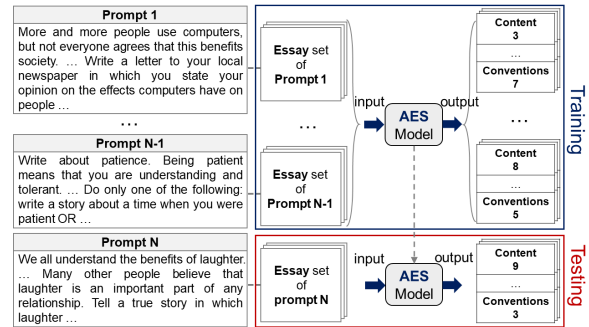 Prompt 1
More and more people use computers,
but not everyone agrees that this benefits
society. … Write a letter to your local
newspaper in which you state your
opinion on the effects computers have on
people …
…
Prompt N-1
Write about patience. Being patient
means that you are understanding and
tolerant. … Do only one of the following:
write a story about a time when you were
patient OR …
Prompt N
We all understand the benefits of laughter.
… Many other people believe that
laughter is an important part of any
relationship. Tell a true story in which
laughter …
Essay set
of
Prompt 1
…
Essay set
of
Prompt N-1
input
AES
Model
output
Content
3
…
Conventions
7
…
Content
8
…
Conventions
5
Training
Essay set
of
prompt N
input
AES
Model
output
Content
9
…
Conventions
3
Testing